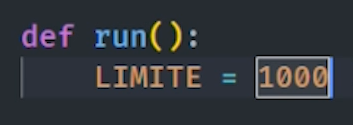 def run():
    LIMITE = 1000